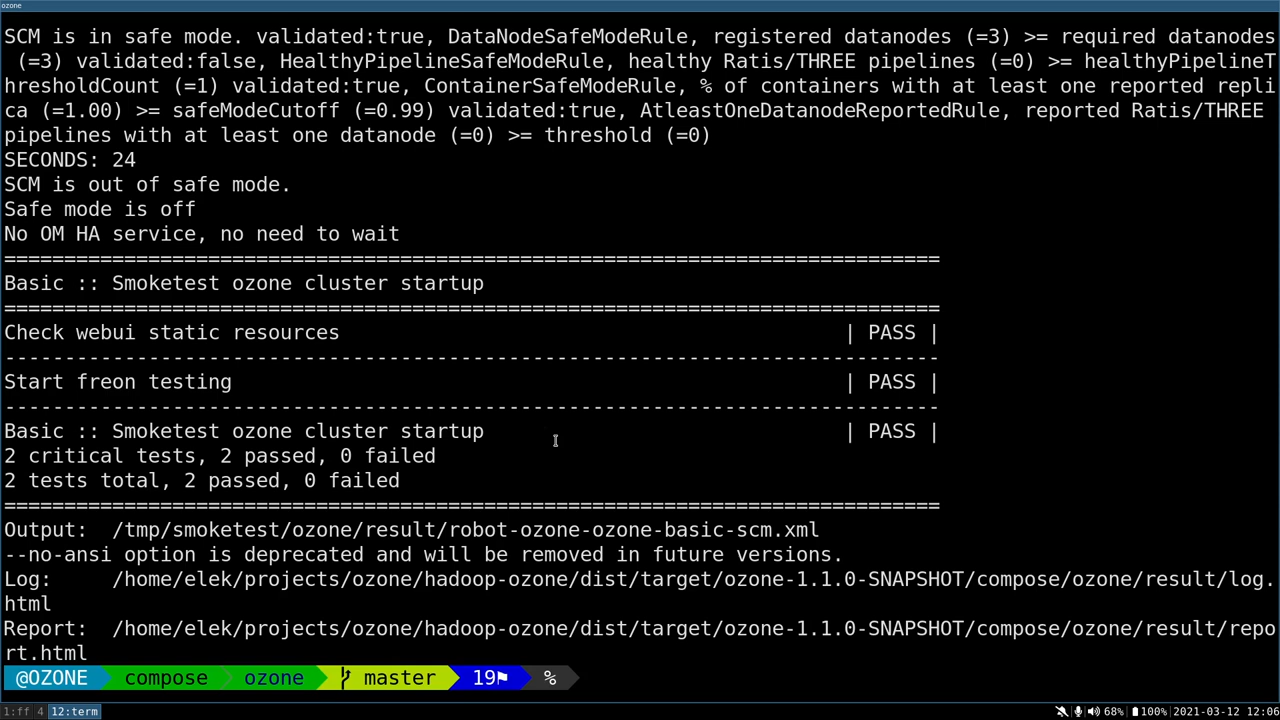 ozone
SCM is in safe mode. validated:true, DataNodeSafeModeRule, registered datanodes (=3) >= required datanodes
 (=3) validated:false, HealthyPipelineSafeModeRule, healthy Ratis/THREE pipelines (=0) >= healthyPipelineT
hresholdCount (=1) validated:true, ContainerSafeModeRule, % of containers with at least one reported repli
ca (=1.00) >= safeModeCutoff (=0.99) validated:true, AtleastOneDatanodeReportedRule, reported Ratis/THREE
pipelines with at least one datanode (=0) >= threshold (=0)
SECONDS: 24
SCM is out of safe mode.
Safe mode is off
No OM HA service, no need to wait
==============================================================================
Basic :: Smoketest ozone cluster startup
==============================================================================
Check webui static resources                                          | PASS |
------------------------------------------------------------------------------
Start freon testing                                                   | PASS |
------------------------------------------------------------------------------
Basic :: Smoketest ozone cluster startup                              | PASS |
2 critical tests, 2 passed, 0 failed
2 tests total, 2 passed, 0 failed
==============================================================================
Output:  /tmp/smoketest/ozone/result/robot-ozone-ozone-basic-scm.xml
--no-ansi option is deprecated and will be removed in future versions.
Log:     /home/elek/projects/ozone/hadoop-ozone/dist/target/ozone-1.1.0-SNAPSHOT/compose/ozone/result/log.
html
Report:  /home/elek/projects/ozone/hadoop-ozone/dist/target/ozone-1.1.0-SNAPSHOT/compose/ozone/result/repo
rt.html
@OZONE compose ozone master 19⚑ %
1:ff 4 12:term 68% 100% 2021-03-12 12:06